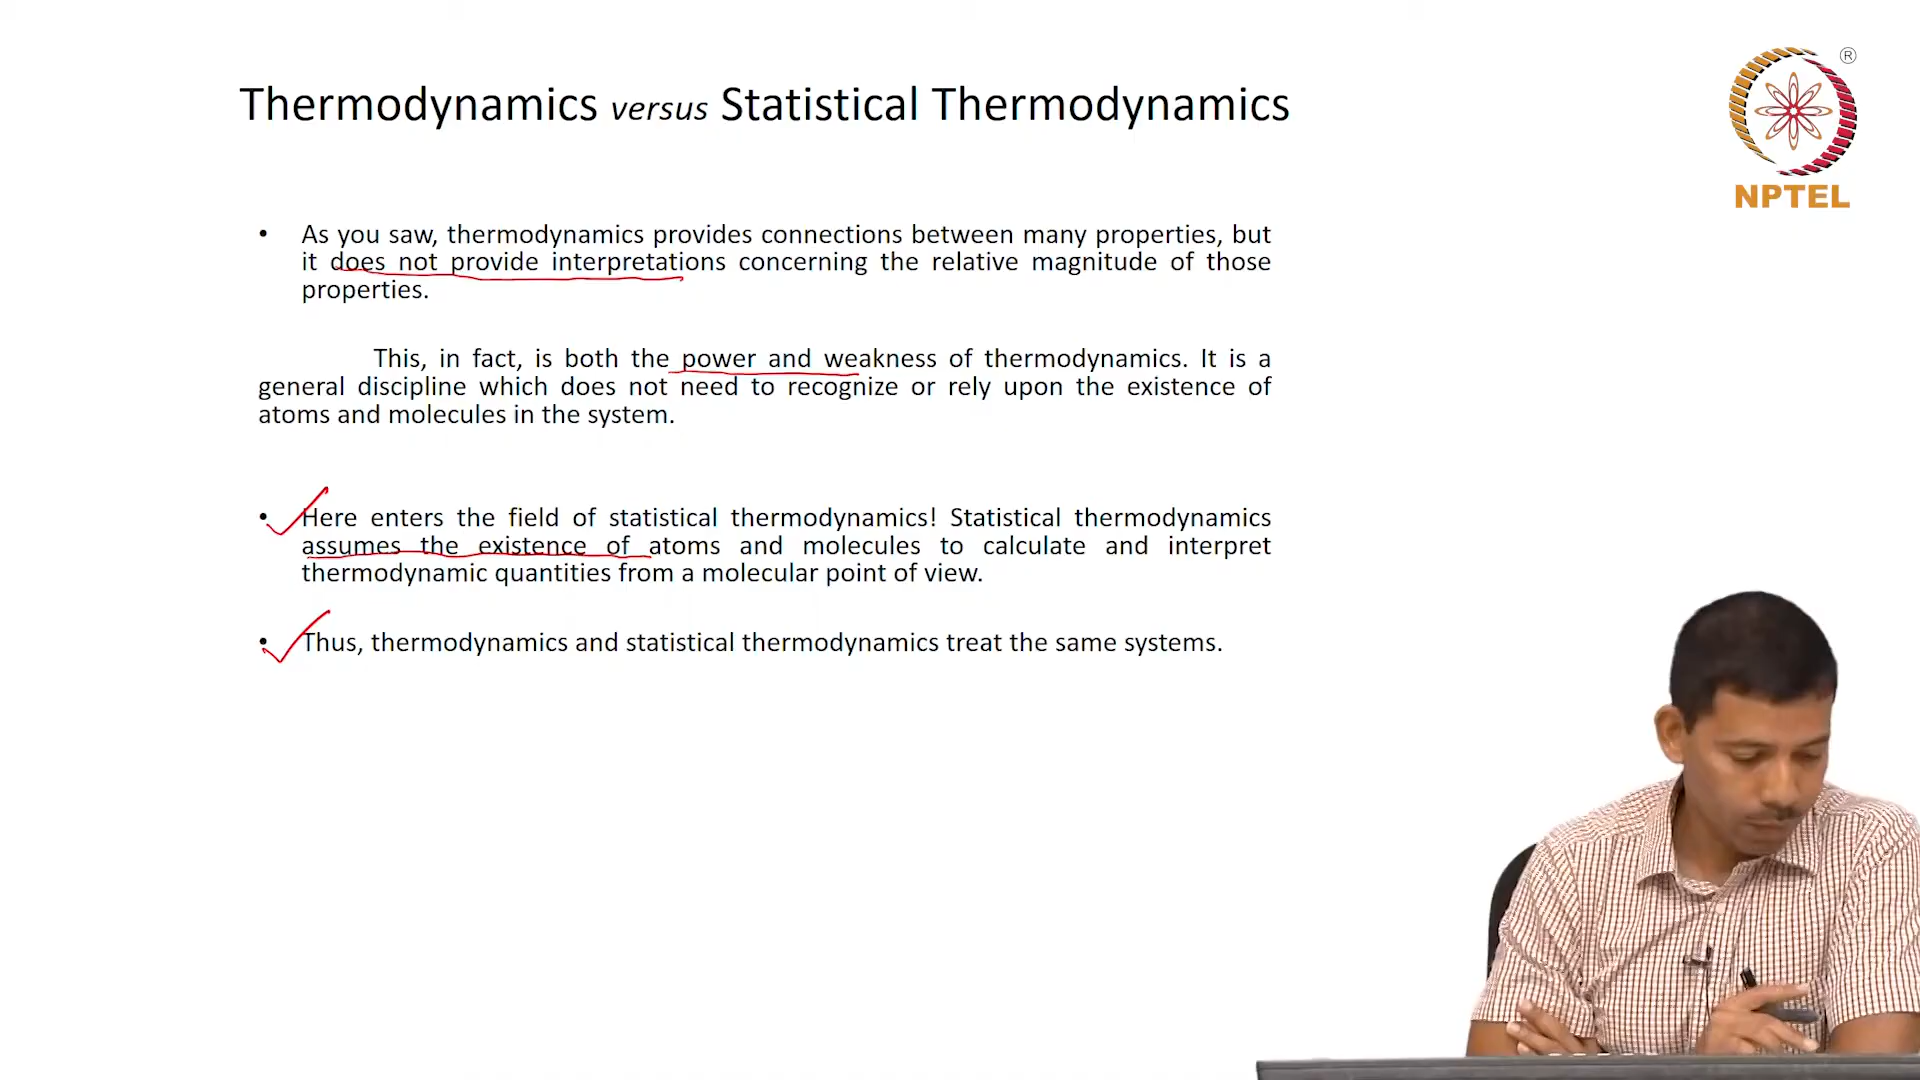 Thermodynamics versus Statistical Thermodynamics
®
NPTEL
• As you saw, thermodynamics provides connections between many properties, but
it does not provide interpretations concerning the relative magnitude of those
properties.
This, in fact, is both the power and weakness of thermodynamics. It is a
general discipline which does not need to recognize or rely upon the existence of
atoms and molecules in the system.
• Here enters the field of statistical thermodynamics! Statistical thermodynamics
assumes the existence of atoms and molecules to calculate and interpret
thermodynamic quantities from a molecular point of view.
• Thus, thermodynamics and statistical thermodynamics treat the same systems.